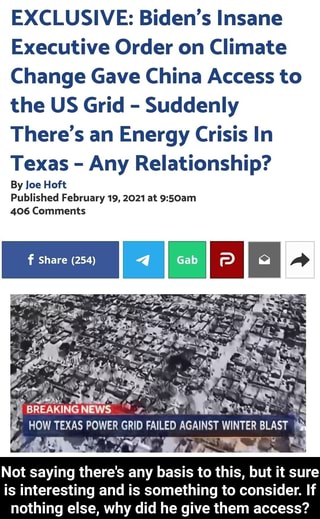 EXCLUSIVE: Biden's Insane
Executive Order on Climate
Change Gave China Access to
the US Grid – Suddenly
There's an Energy Crisis In
Texas – Any Relationship?
By Joe Hoft
Published February 19, 2021 at 9:50am
406 Comments
f Share (254)
Gab
BREAKING NEWS
HOW TEXAS POWER GRID FAILED AGAINST WINTER BLAST
Not saying there's any basis to this, but it sure
is interesting and is something to consider. If
nothing else, why did he give them access?